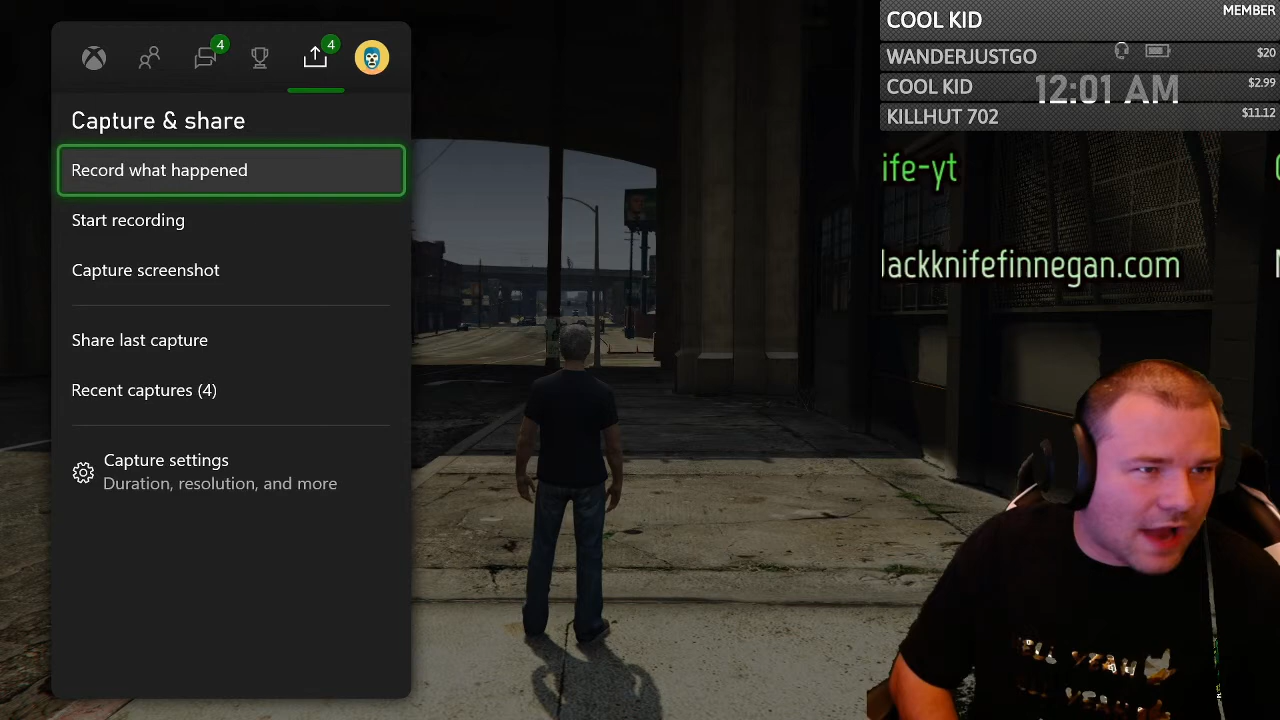 4
4
Capture & share
Record what happened
Start recording
Capture screenshot
Share last capture
Recent captures (4)
Capture settings
Duration, resolution, and more
MEMBER
COOL KID
WANDERJUSTGO
$20
COOL KID
$2.99
12:01 AM
KILLHUT 702
$11.12
ife-yt
Jackknifefinnegan.com